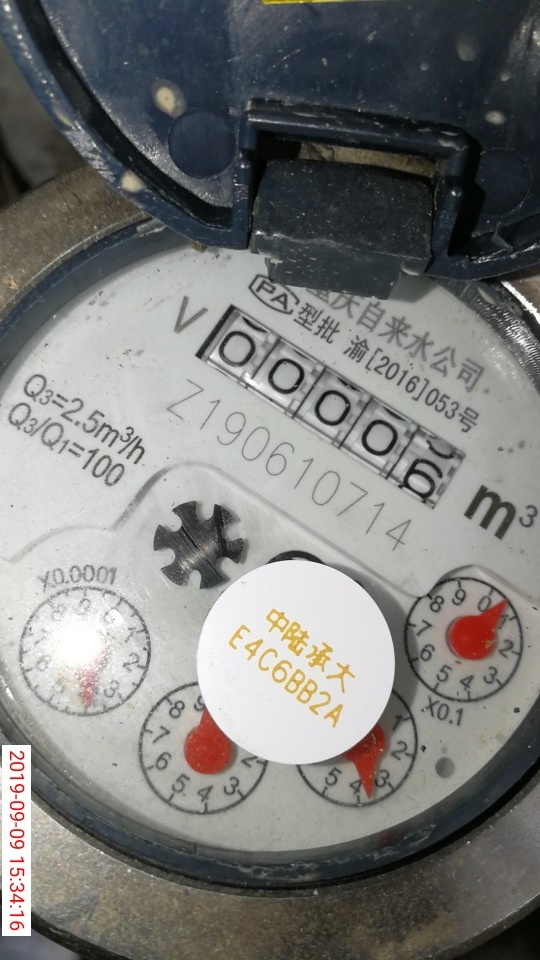 庆自来水公司
PA 型批 渝[2016]053号
V 00006 m³
Z190610714
Q3=2.5m³/h
Q3/Q1=100
X0.0001
中陆承大
E4C6BB2A
X0.1
2019-09-09 15:34:16